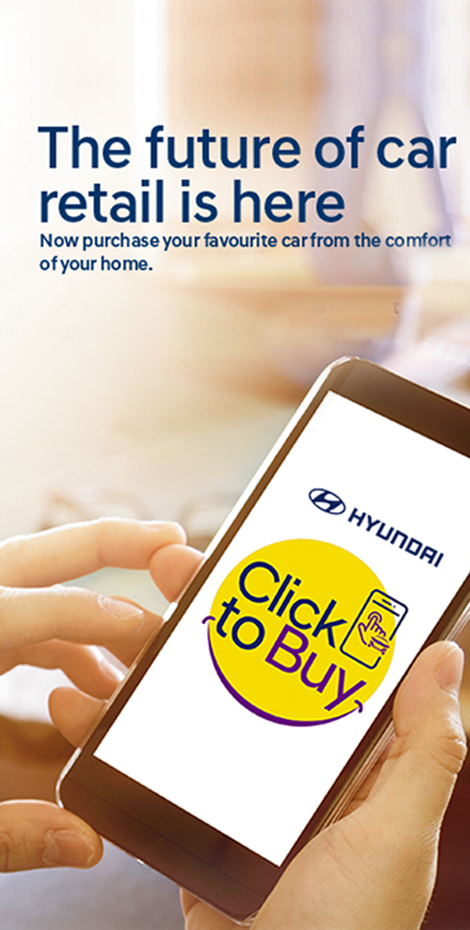 The future of car
retail is here
Now purchase your favourite car from the comfort
of your home.
HYUNDAI
Click
to Buy